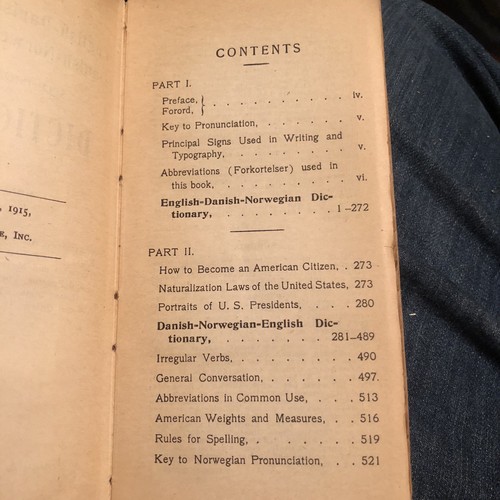 , 1915,
E, INC.
CONTENTS
PART I.
Preface, . . . . . . . . . . iv.
Forord,
Key to Pronunciation, . . . . . . v.
Principal Signs Used in Writing and
Typography, . . . . . . . . v.
Abbreviations (Forkortelser) used in
this book, . . . . . . . . vi.
English-Danish-Norwegian Dic-
tionary, . . . . . . . . 1-272
PART II.
How to Become an American Citizen, . 273
Naturalization Laws of the United States, 273
Portraits of U. S. Presidents, . . . 280
Danish-Norwegian-English Dic-
tionary, . . . . . . . 281-489
Irregular Verbs, . . . . . . . 490
General Conversation, . . . . . . 497.
Abbreviations in Common Use, . . . 513
American Weights and Measures, . . 516
Rules for Spelling, . . . . . . 519
Key to Norwegian Pronunciation, . . 521